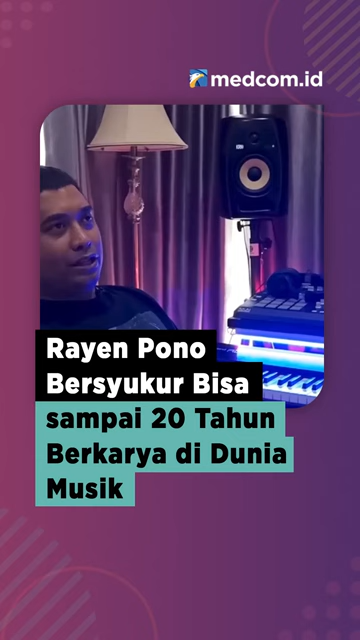 medcom.id
Rayen Pono
Bersyukur Bisa
sampai 20 Tahun
Berkarya di Dunia
Musik